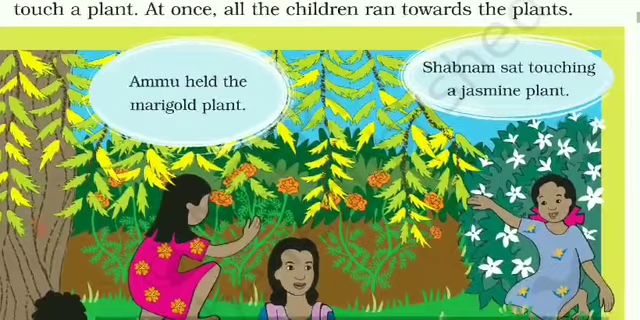 touch a plant. At once, all the children ran towards the plants.
Ammu held the
marigold plant.
Shabnam sat touching
a jasmine plant.